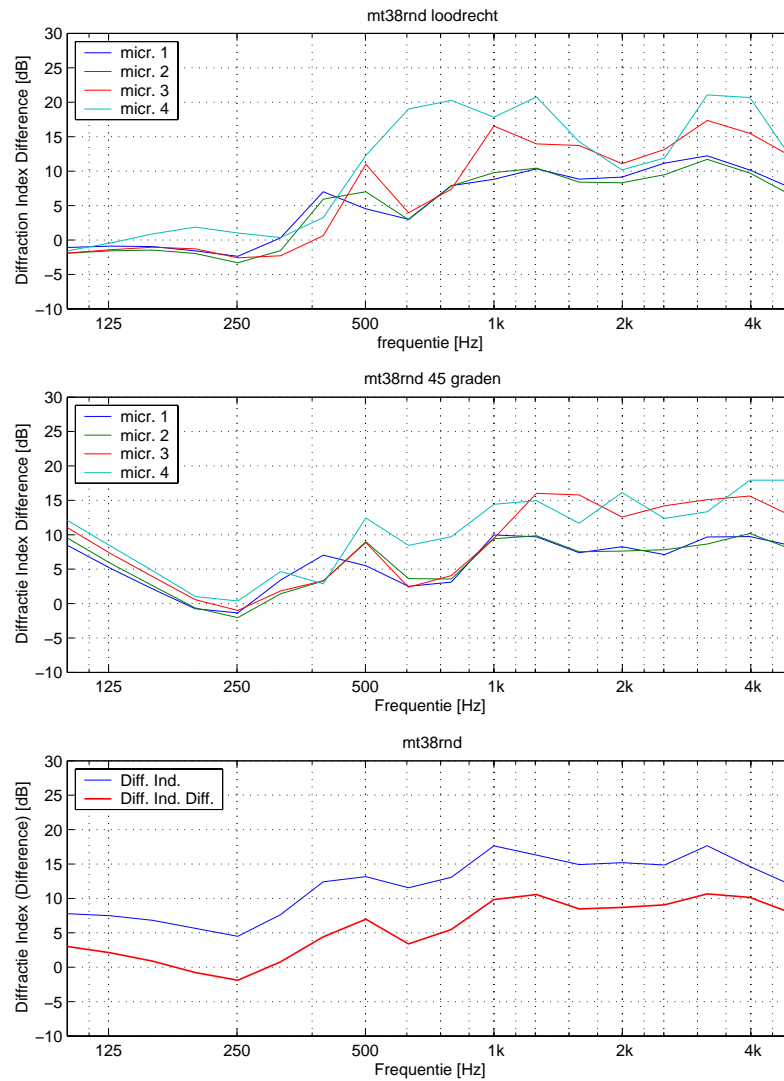 mt38rnd loodrecht
Diffraction Index Difference [dB]
30
25
20
15
10
5
0
−5
−10
micr. 1
micr. 2
micr. 3
micr. 4
125 250 500 1k 2k 4k
frequentie [Hz]
mt38rnd 45 graden
Diffractie Index Difference [dB]
30
25
20
15
10
5
0
−5
−10
micr. 1
micr. 2
micr. 3
micr. 4
125 250 500 1k 2k 4k
Frequentie [Hz]
mt38rnd
Diffractie Index (Difference) [dB]
30
25
20
15
10
5
0
−5
−10
Diff. Ind.
Diff. Ind. Diff.
125 250 500 1k 2k 4k
Frequentie [Hz]